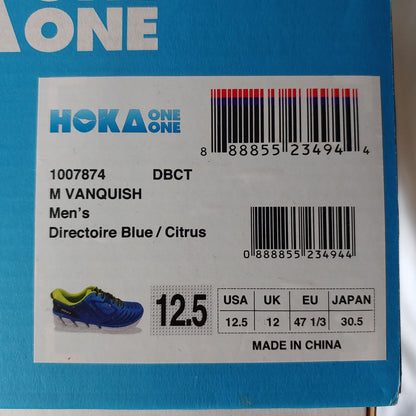 ONE
ONE
HOKA ONE ONE
8 88855 23494 4
1007874 DBCT
M VANQUISH
Men's
Directoire Blue / Citrus
0 888855 234944
12.5
USA UK EU JAPAN
12.5 12 47 1/3 30.5
MADE IN CHINA